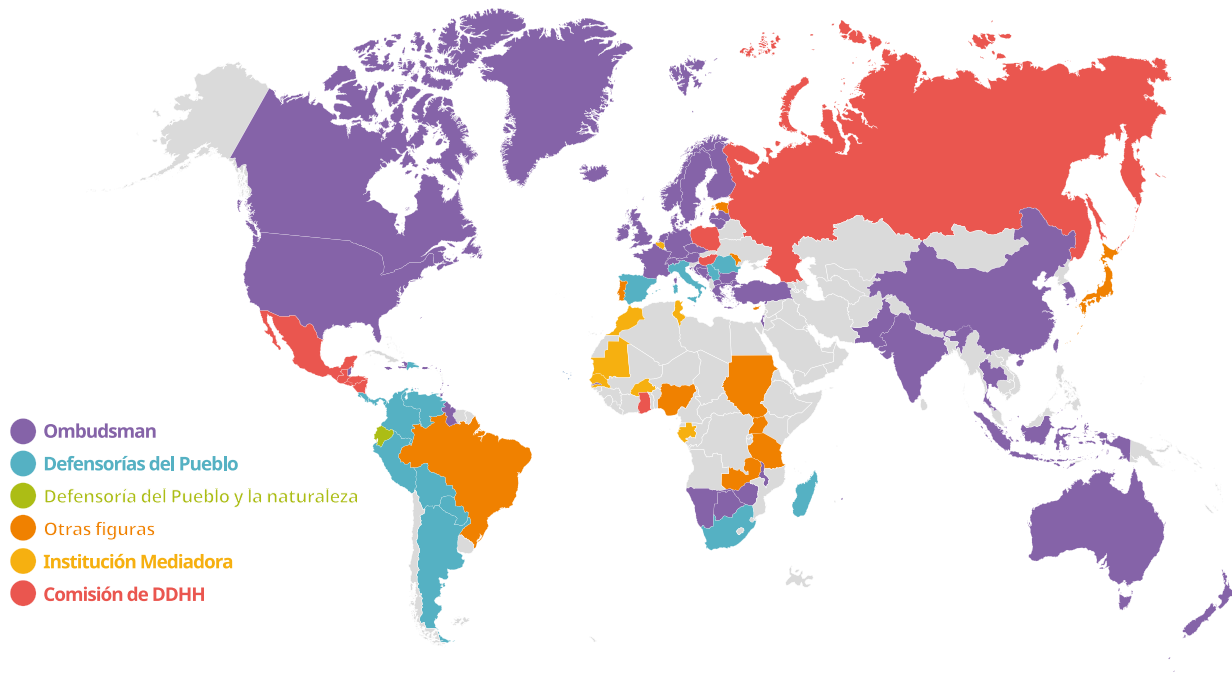 Ombudsman
Defensorías del Pueblo
Defensoría del Pueblo y la naturaleza
Otras figuras
Institución Mediadora
Comisión de DDHH